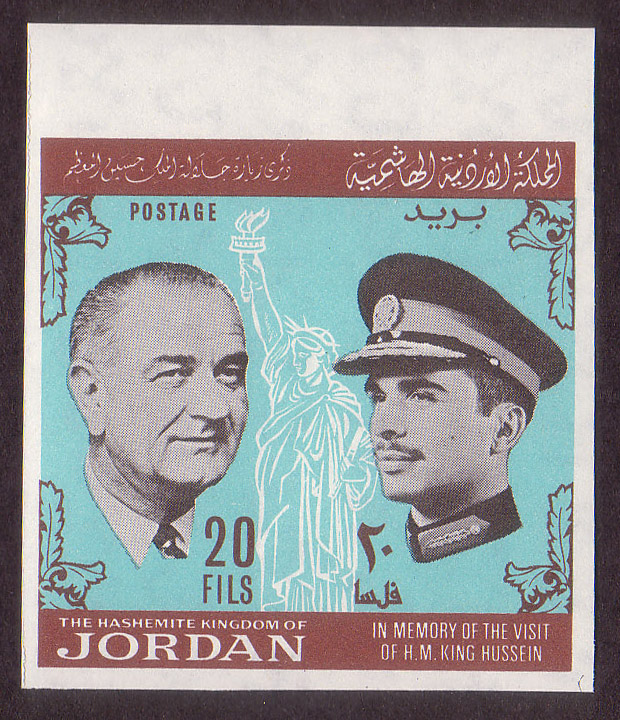 المملكة الأردنية الهاشمية
ذكرى زيارة جلالة الملك حسين المعظم
POSTAGE
بريد
20
FILS
٢٠
فلسا
THE HASHEMITE KINGDOM OF
JORDAN
IN MEMORY OF THE VISIT
OF H.M. KING HUSSEIN